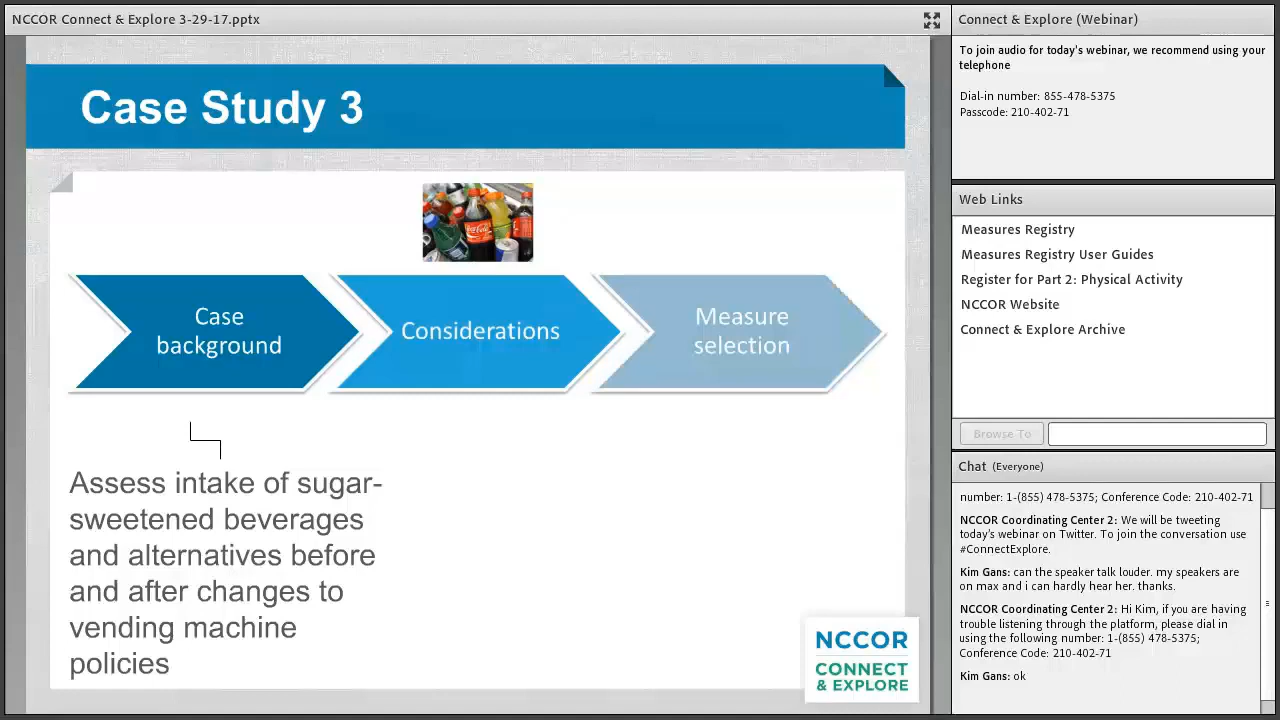 NCCOR Connect & Explore 3-29-17.pptx
Case Study 3
Coca-Cola
Case
background
Considerations
Measure
selection
Assess intake of sugar-
sweetened beverages
and alternatives before
and after changes to
vending machine
policies
NCCOR
CONNECT
& EXPLORE
Connect & Explore (Webinar)
To join audio for today's webinar, we recommend using your
telephone
Dial-in number: 855-478-5375
Passcode: 210-402-71
Web Links
Measures Registry
Measures Registry User Guides
Register for Part 2: Physical Activity
NCCOR Website
Connect & Explore Archive
Browse To
Chat (Everyone)
number: 1-(855) 478-5375; Conference Code: 210-402-71
NCCOR Coordinating Center 2: We will be tweeting
today's webinar on Twitter. To join the conversation use
#ConnectExplore.
Kim Gans: can the speaker talk louder. my speakers are
on max and i can hardly hear her. thanks.
NCCOR Coordinating Center 2: Hi Kim, if you are having
trouble listening through the platform, please dial in
using the following number: 1-(855) 478-5375;
Conference Code: 210-402-71
Kim Gans: ok